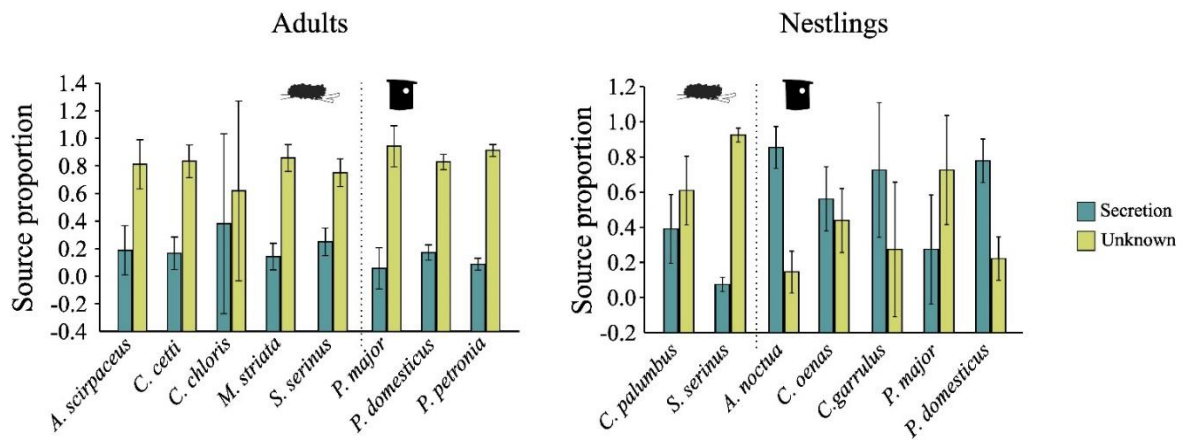 Adults
Nestlings
Source proportion
1.4
1.2
1.0
0.8
0.6
0.4
0.2
0.0
-0.2
-0.4
A. scirpaceus
C. cetti
C. chloris
M. striata
S. serinus
P. major
P. domesticus
P. petronia
Source proportion
1.2
1.0
0.8
0.6
0.4
0.2
0.0
-0.2
C. palumbus
S. serinus
A. noctua
C. oenas
C.garrulus
P. major
P. domesticus
Secretion
Unknown